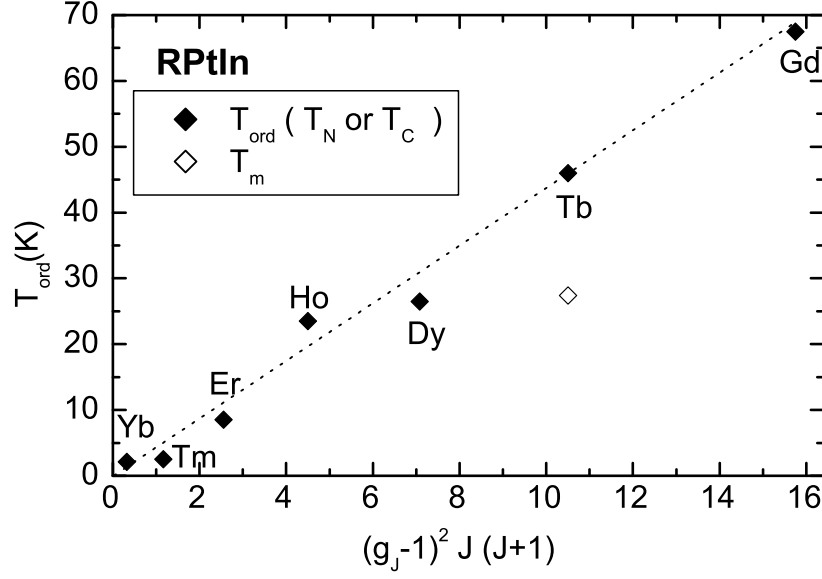 70
60
50
40
30
20
10
0
T_ord(K)
RPtIn
T_ord ( T_N or T_C )
T_m
Gd
Tb
Ho
Dy
Er
Yb
Tm
0 2 4 6 8 10 12 14 16
(g_J-1)^2 J (J+1)